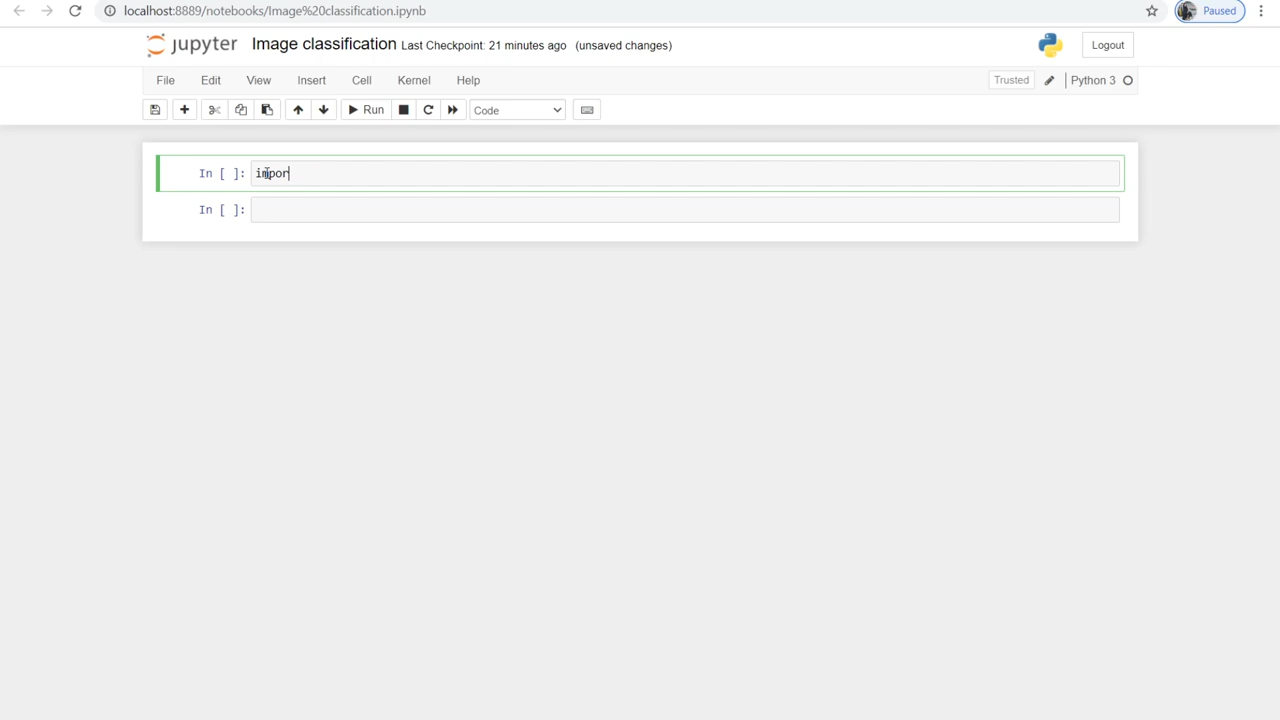 localhost:8889/notebooks/Image%20classification.ipynb Paused
jupyter Image classification Last Checkpoint: 21 minutes ago (unsaved changes) Logout
File Edit View Insert Cell Kernel Help Trusted Python 3
Run Code
In [ ]: impor
In [ ]: